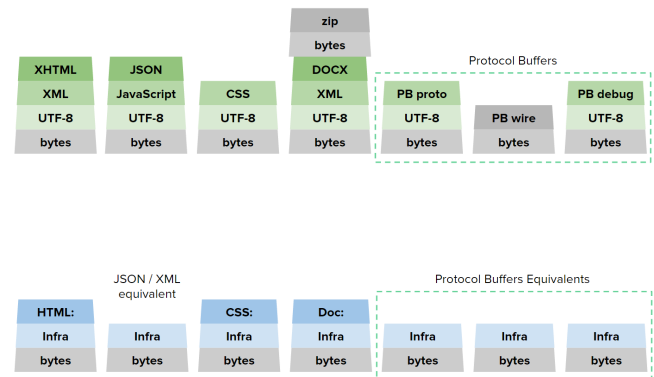 zip
bytes
Protocol Buffers
XHTML JSON DOCX
XML JavaScript CSS XML PB proto PB debug
UTF-8 UTF-8 UTF-8 UTF-8 UTF-8 PB wire UTF-8
bytes bytes bytes bytes bytes bytes bytes
JSON / XML
equivalent
Protocol Buffers Equivalents
HTML: CSS: Doc:
Infra Infra Infra Infra Infra Infra Infra
bytes bytes bytes bytes bytes bytes bytes